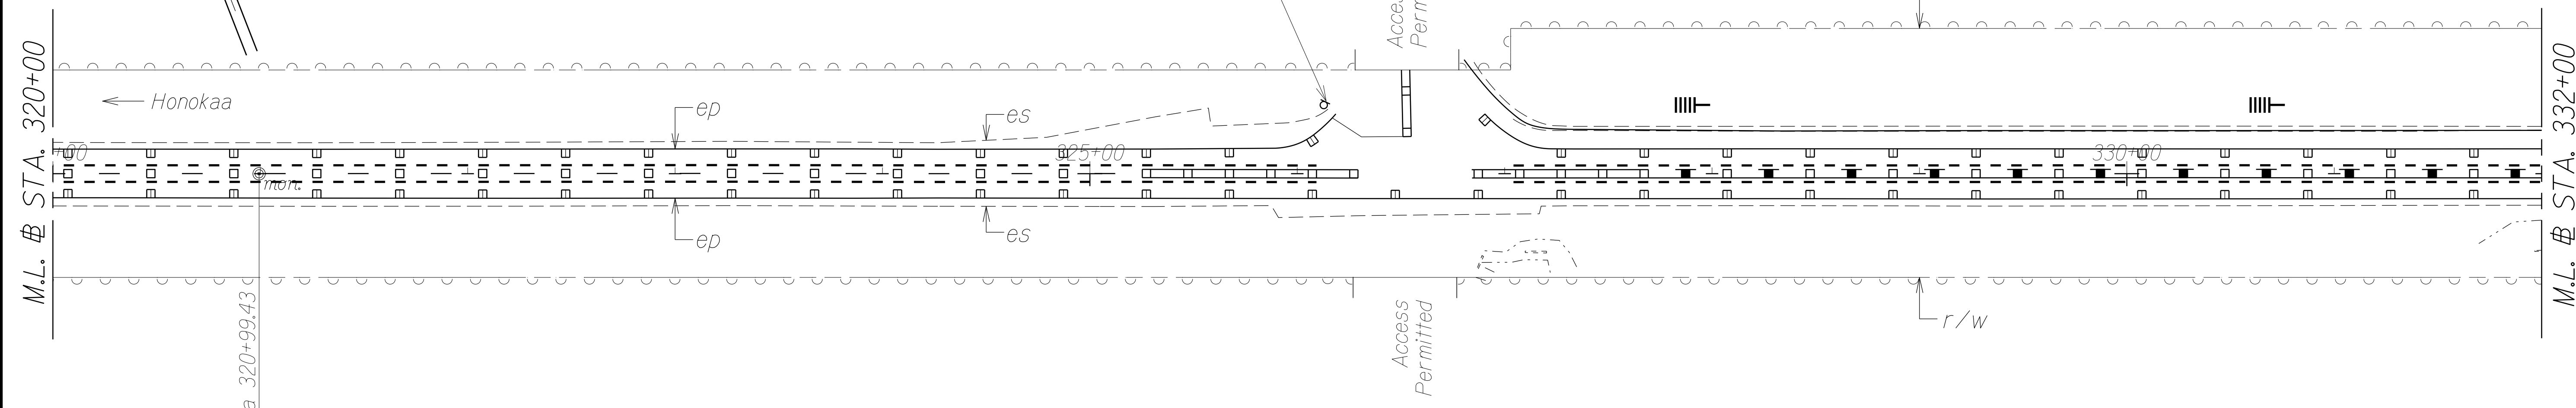 M.L. ⅊ STA. 320+00
Honokaa
ep
es
Access
325+00
330+00
+00
mon.
ep
es
r/w
320+99.43
Access
Permitted
M.L. ⅊ STA. 332+00